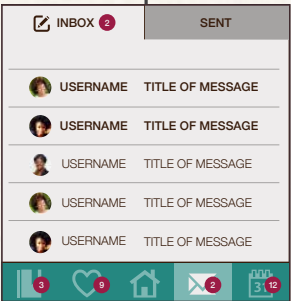 INBOX 2 SENT
USERNAME TITLE OF MESSAGE
USERNAME TITLE OF MESSAGE
USERNAME TITLE OF MESSAGE
USERNAME TITLE OF MESSAGE
USERNAME TITLE OF MESSAGE
3 9 2 31 12